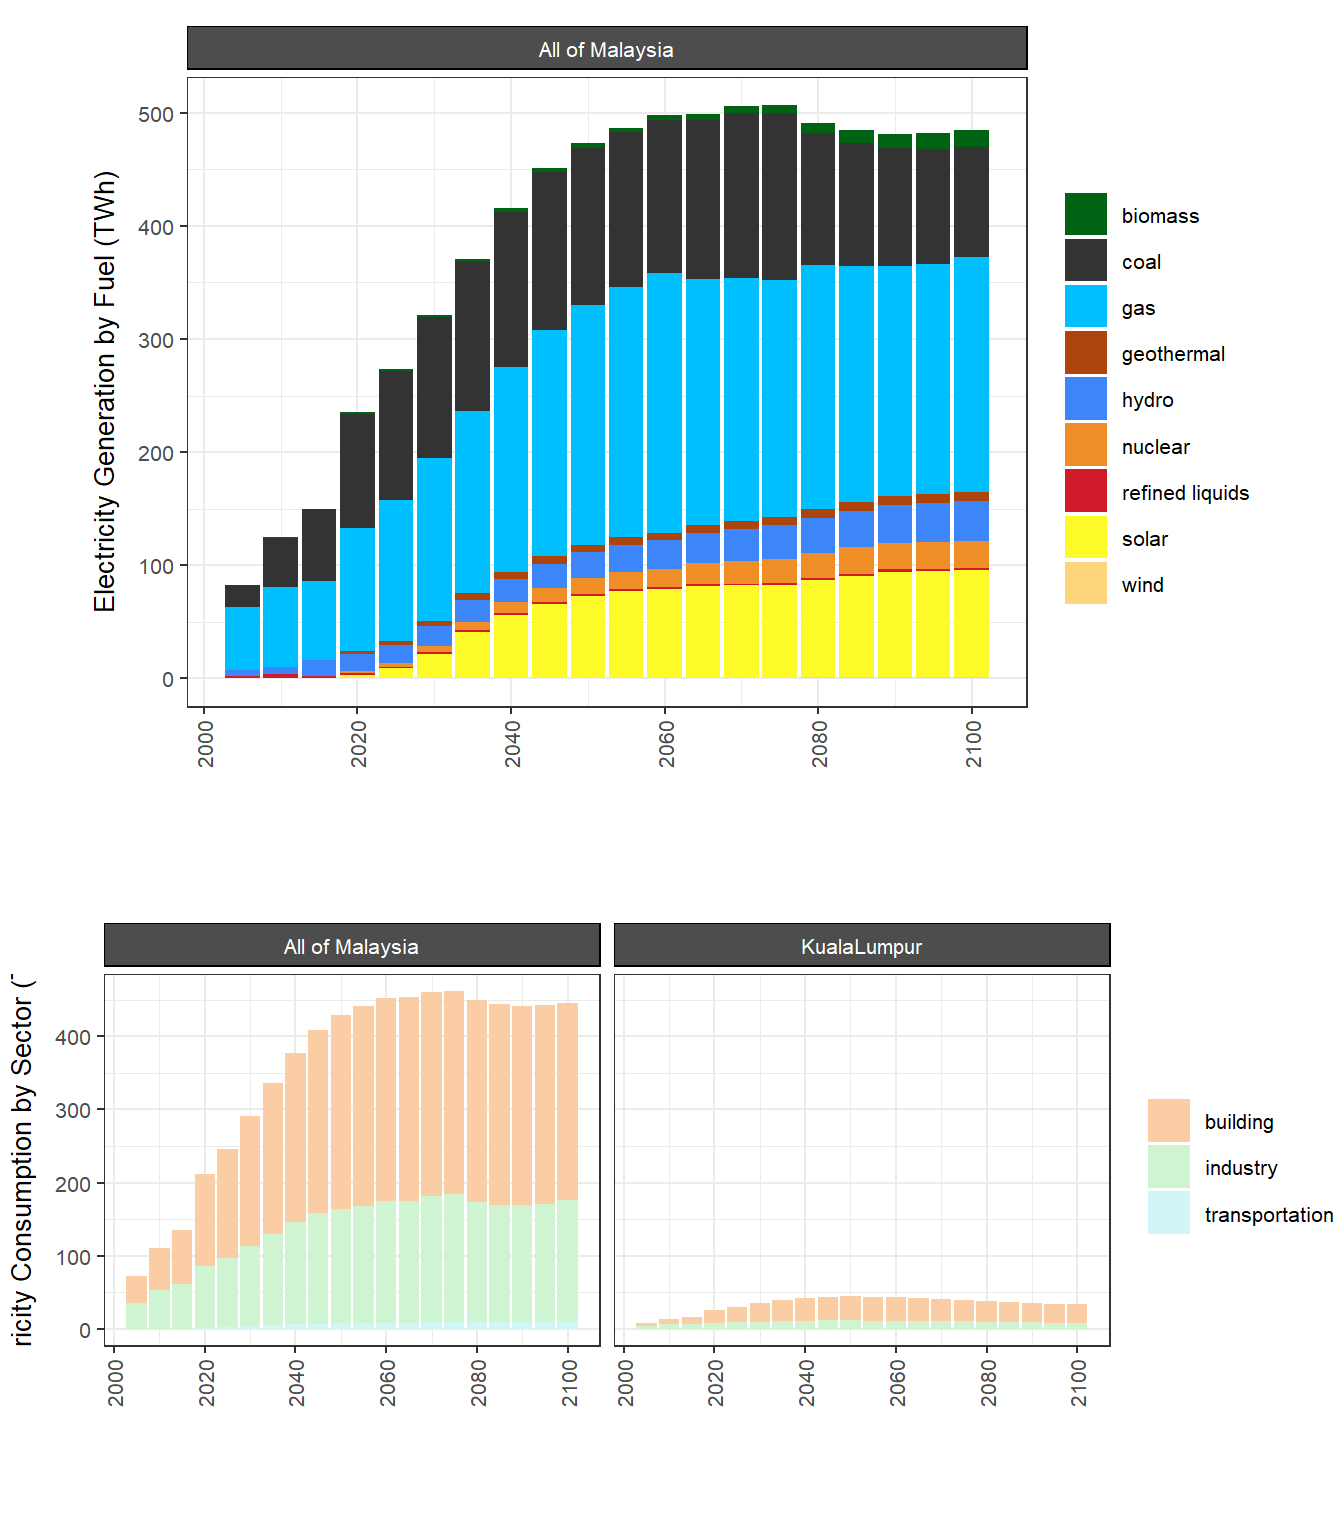 All of Malaysia
Electricity Generation by Fuel (TWh)
500
400
300
200
100
0
2000
2020
2040
2060
2080
2100
biomass
coal
gas
geothermal
hydro
nuclear
refined liquids
solar
wind
All of Malaysia
KualaLumpur
ricity Consumption by Sector (
400
300
200
100
0
2000
2020
2040
2060
2080
2100
2000
2020
2040
2060
2080
2100
building
industry
transportation